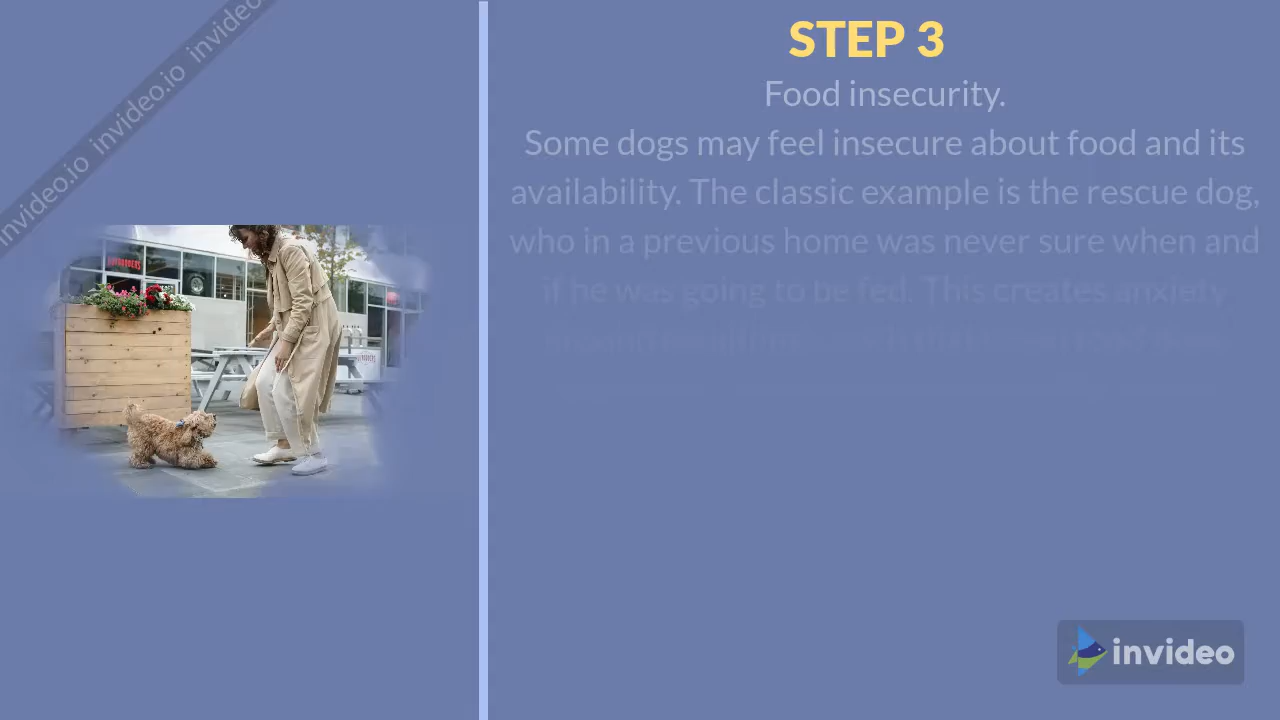 STEP 3
Food insecurity.
Some dogs may feel insecure about food and its
availability. The classic example is the rescue dog,
who in a previous home was never sure when and
if he was going to be fed. This creates anxiety
invideo.io invideo.io invideo
invideo